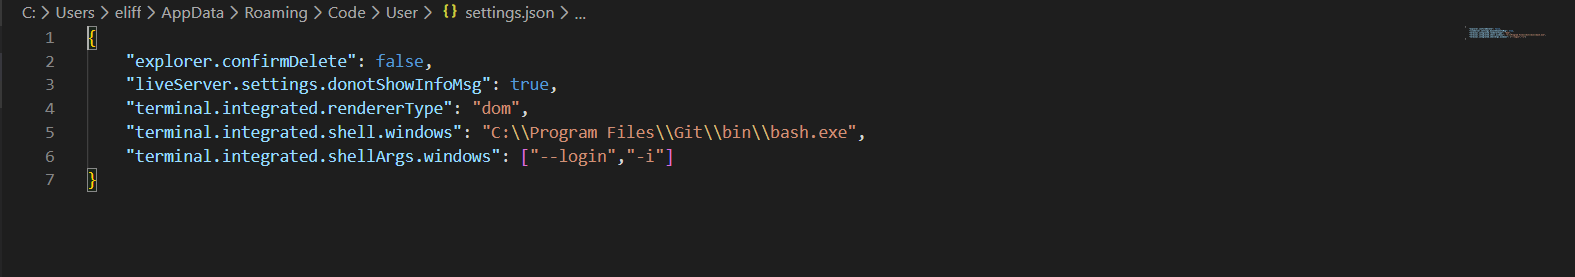 C: > Users > eliff > AppData > Roaming > Code > User > {} settings.json > ...
1 {
2 "explorer.confirmDelete": false,
3 "liveServer.settings.donotShowInfoMsg": true,
4 "terminal.integrated.rendererType": "dom",
5 "terminal.integrated.shell.windows": "C:\\Program Files\\Git\\bin\\bash.exe",
6 "terminal.integrated.shellArgs.windows": ["--login","-i"]
7 }